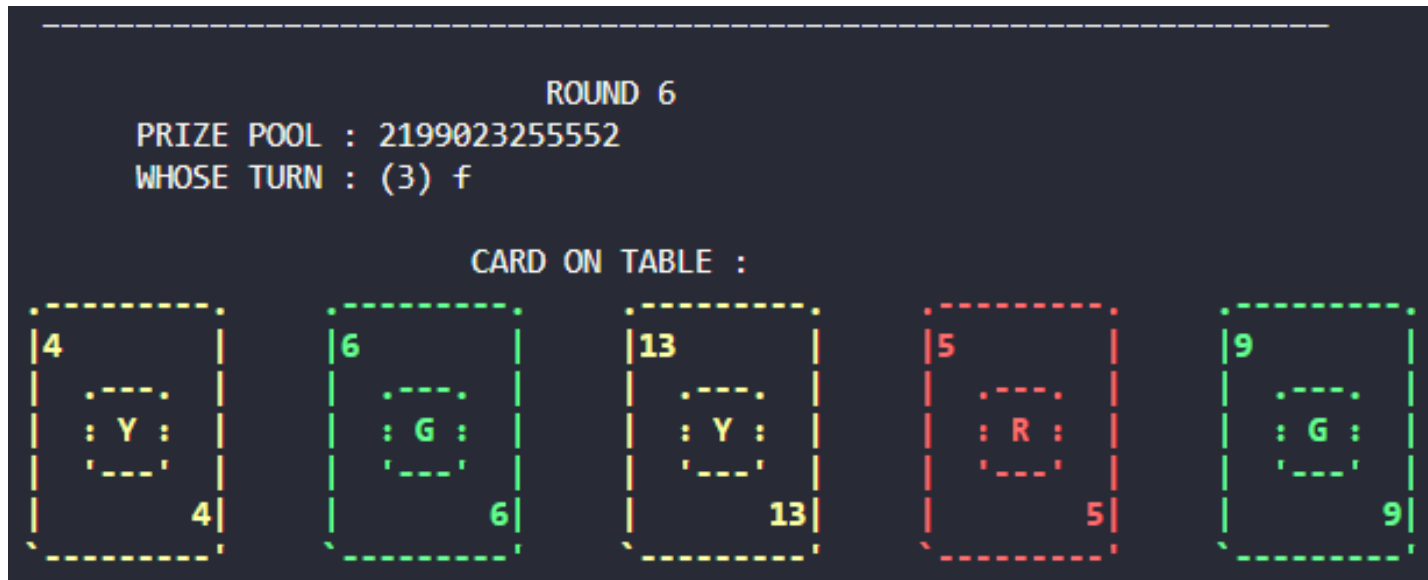 ROUND 6
PRIZE POOL : 2199023255552
WHOSE TURN : (3) f
CARD ON TABLE :
4 6 13 5 9
Y G Y R G
4 6 13 5 9